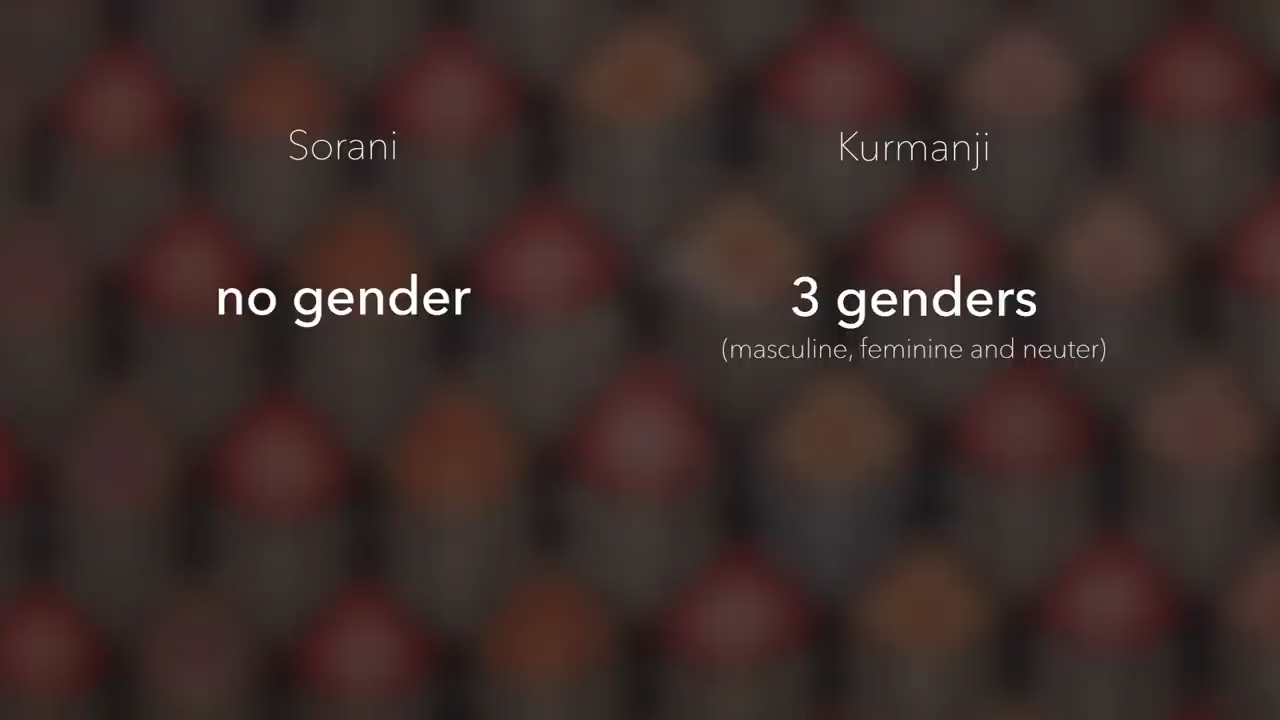 Sorani
Kurmanji
no gender
3 genders
(masculine, feminine and neuter)